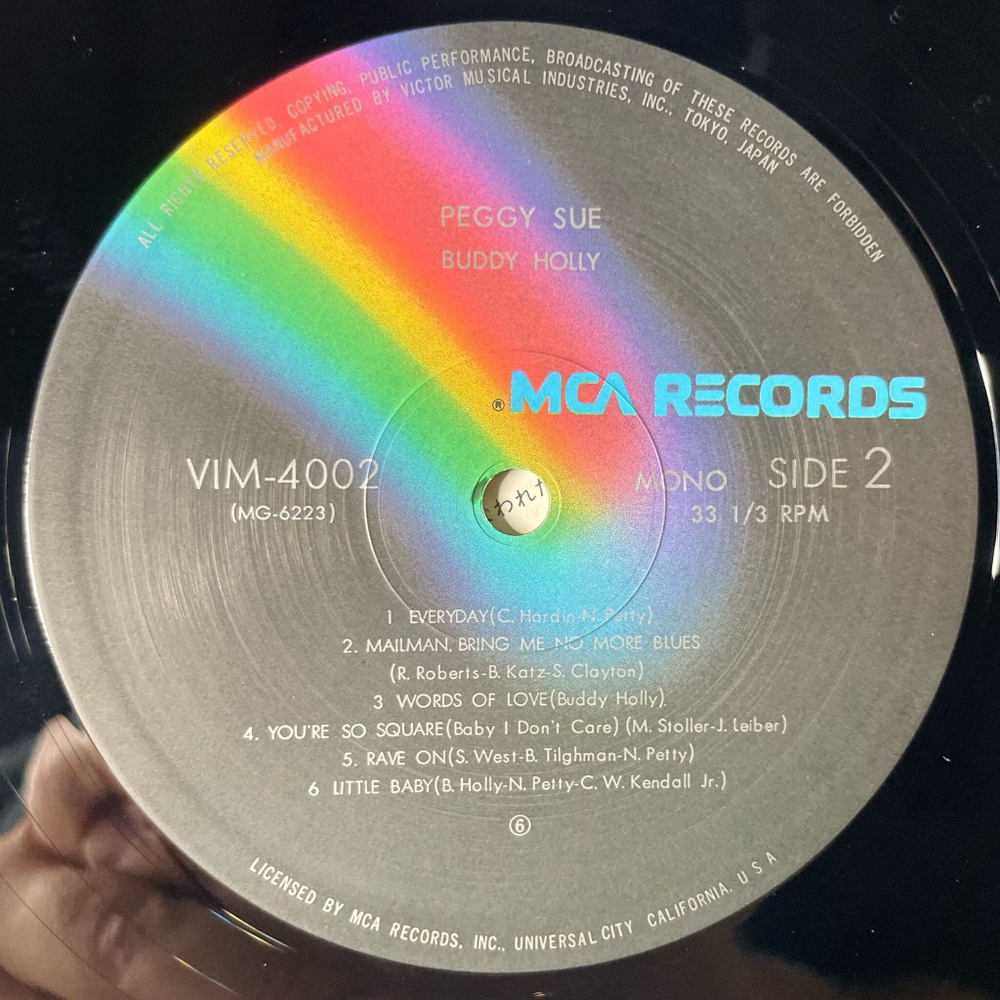 ALL RIGHTS RESERVED, COPYING, PUBLIC PERFORMANCE, BROADCASTING OF THESE RECORDS ARE FORBIDDEN
MANUFACTURED BY VICTOR MUSICAL INDUSTRIES, INC., TOKYO, JAPAN
PEGGY SUE
BUDDY HOLLY
® MCA RECORDS
VIM-4002 MONO SIDE 2
(MG-6223) 33 1/3 RPM
われた
1 EVERYDAY(C. Hardin-N. Petty)
2. MAILMAN, BRING ME NO MORE BLUES
(R. Roberts-B. Katz-S. Clayton)
3 WORDS OF LOVE(Buddy Holly)
4. YOU'RE SO SQUARE(Baby I Don't Care) (M. Stoller-J. Leiber)
5. RAVE ON(S. West-B. Tilghman-N. Petty)
6 LITTLE BABY(B. Holly-N. Petty-C. W. Kendall Jr.)
⑥
LICENSED BY MCA RECORDS, INC., UNIVERSAL CITY CALIFORNIA, U S A